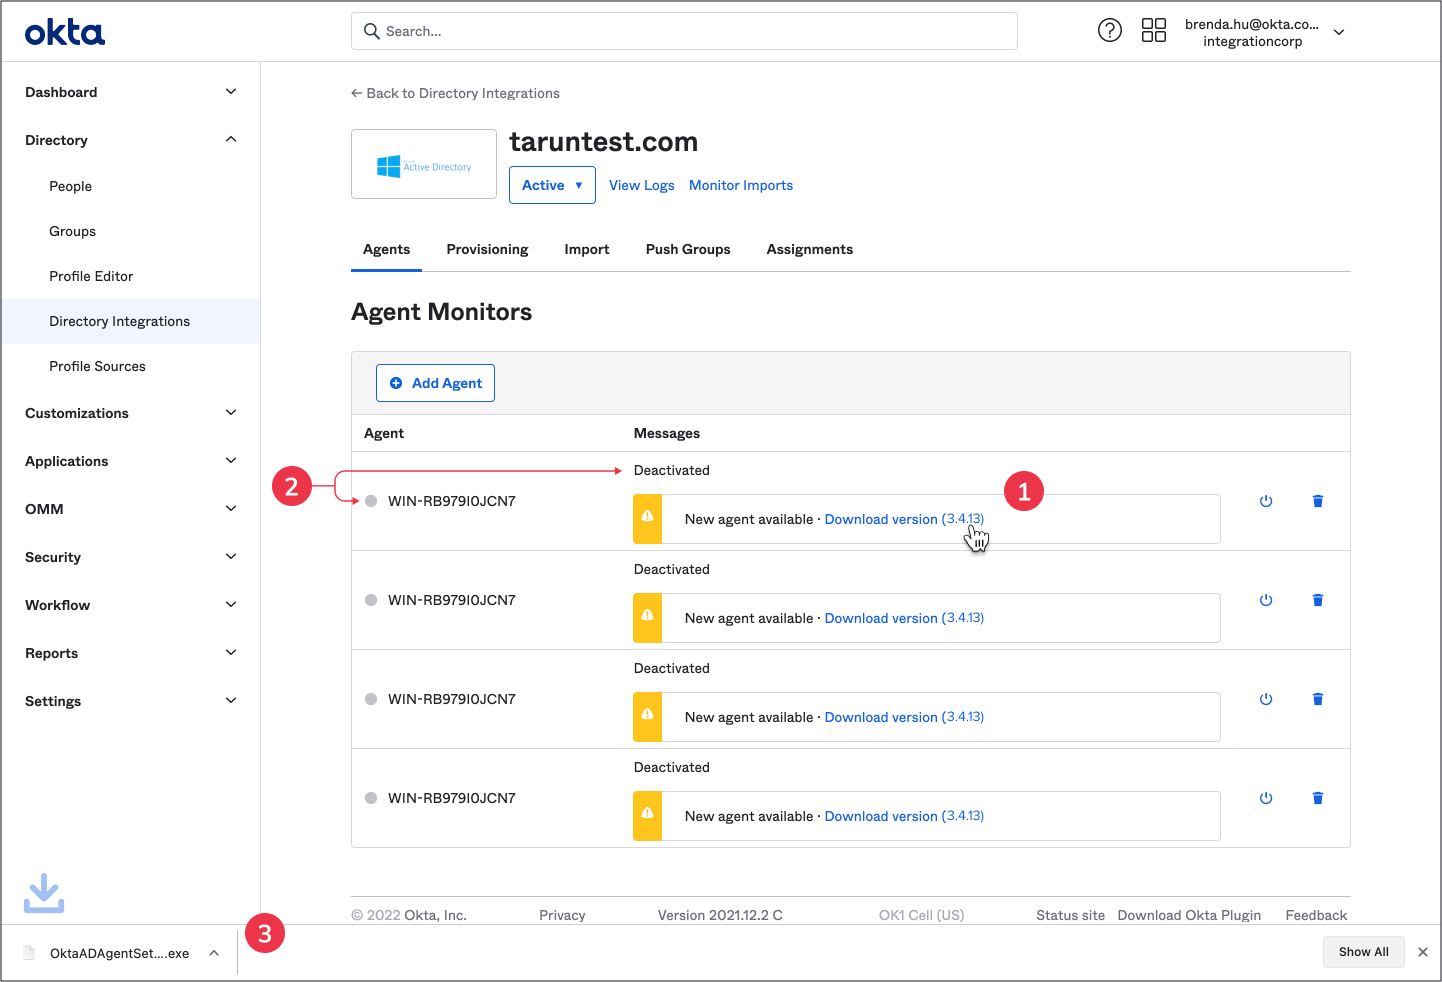 okta
Search...
brenda.hu@okta.co...
integrationcorp
Dashboard
Directory
People
Groups
Profile Editor
Directory Integrations
Profile Sources
Customizations
Applications
OMM
Security
Workflow
Reports
Settings
← Back to Directory Integrations
Active Directory
taruntest.com
Active ▼ View Logs Monitor Imports
Agents Provisioning Import Push Groups Assignments
Agent Monitors
Add Agent
Agent Messages
Deactivated
2
WIN-RB979I0JCN7
1
New agent available · Download version (3.4.13)
Deactivated
WIN-RB979I0JCN7
New agent available · Download version (3.4.13)
Deactivated
WIN-RB979I0JCN7
New agent available · Download version (3.4.13)
Deactivated
WIN-RB979I0JCN7
New agent available · Download version (3.4.13)
© 2022 Okta, Inc. Privacy Version 2021.12.2 C OK1 Cell (US) Status site Download Okta Plugin Feedback
3
OktaADAgentSet....exe
Show All